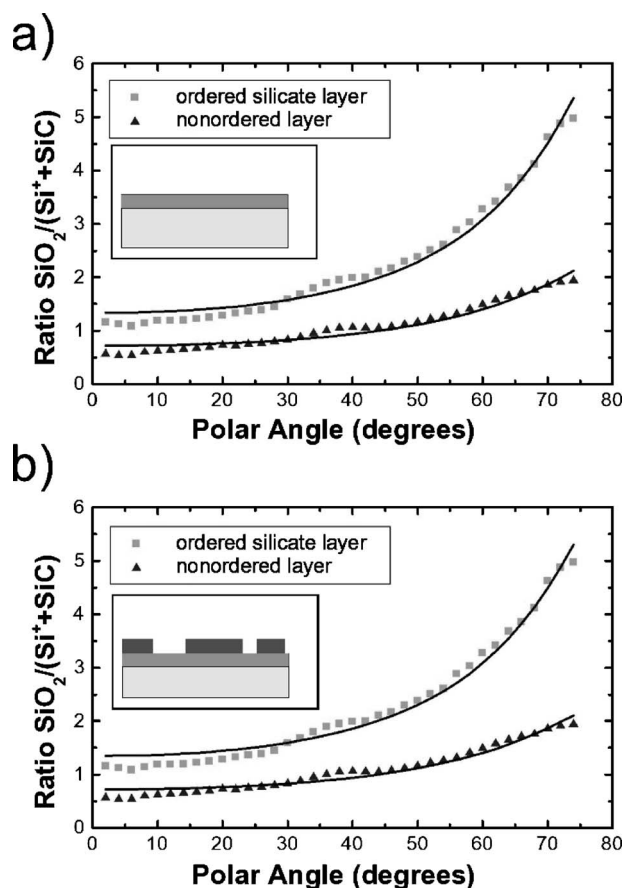 a)
Ratio SiO₂/(Si⁺+SiC)
6
5
4
3
2
1
0
ordered silicate layer
nonordered layer
0 10 20 30 40 50 60 70 80
Polar Angle (degrees)
b)
Ratio SiO₂/(Si⁺+SiC)
6
5
4
3
2
1
0
ordered silicate layer
nonordered layer
0 10 20 30 40 50 60 70 80
Polar Angle (degrees)